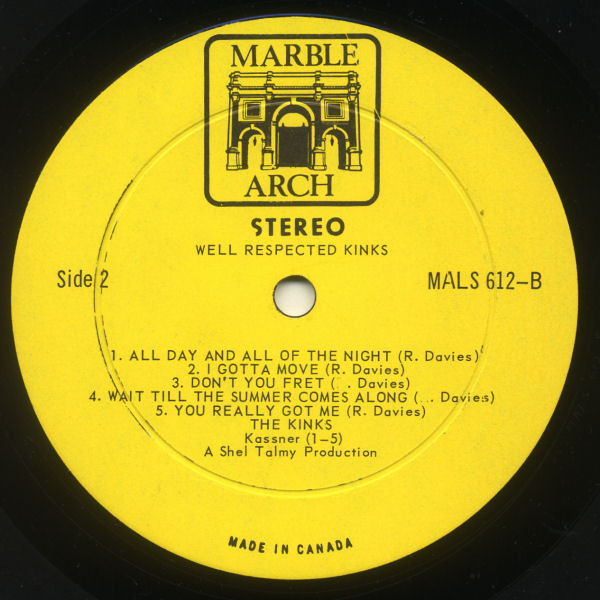 MARBLE
ARCH
STEREO
WELL RESPECTED KINKS
Side 2
MALS 612-B
1. ALL DAY AND ALL OF THE NIGHT (R. Davies)
2. I GOTTA MOVE (R. Davies)
3. DON'T YOU FRET ( . Davies)
4. WAIT TILL THE SUMMER COMES ALONG ( . Davies)
5. YOU REALLY GOT ME (R. Davies)
THE KINKS
Kassner (1-5)
A Shel Talmy Production
MADE IN CANADA